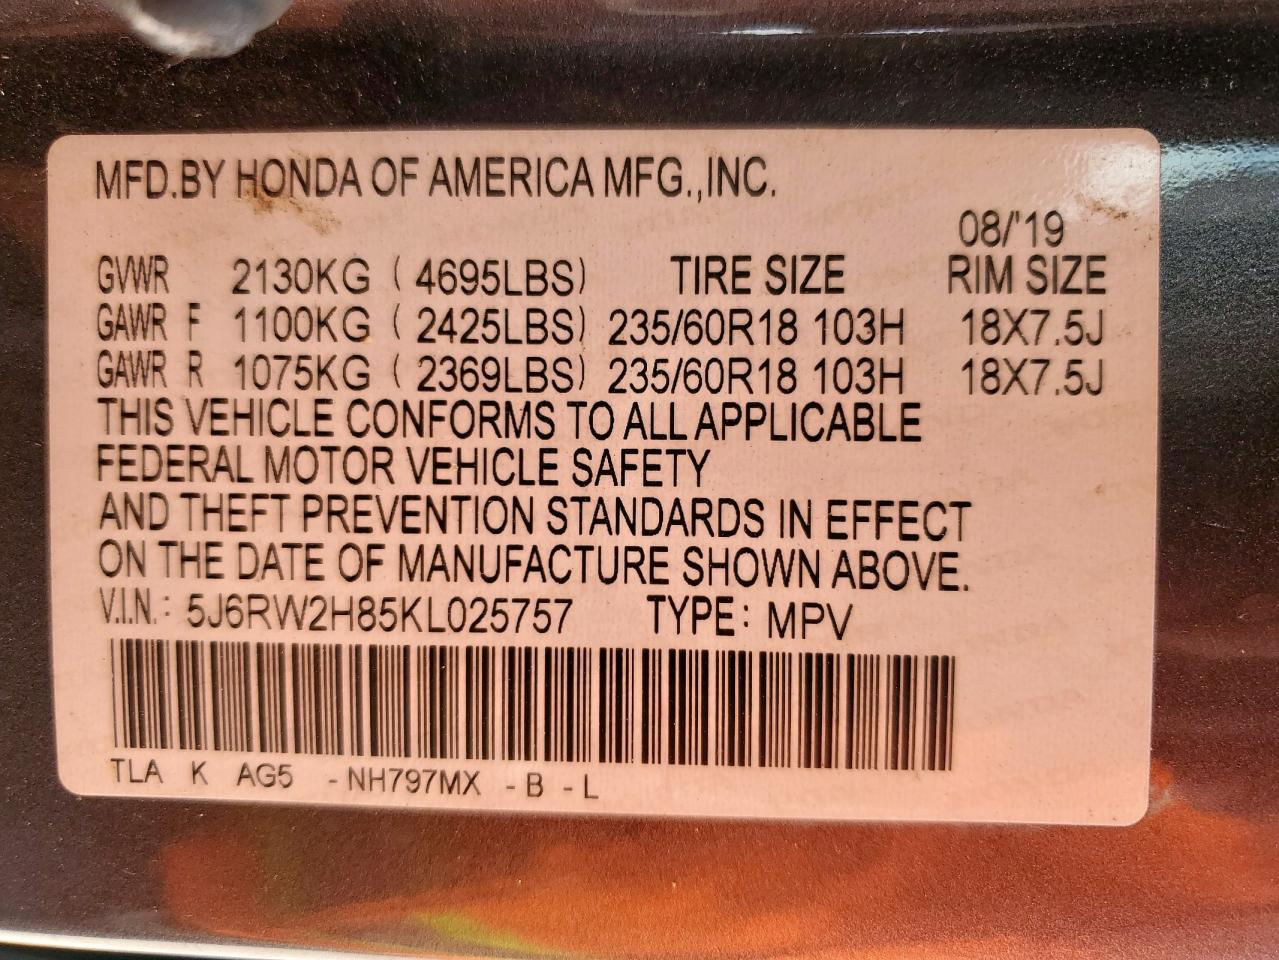 MFD.BY HONDA OF AMERICA MFG.,INC.
08/'19
GVWR 2130KG ( 4695LBS) TIRE SIZE RIM SIZE
GAWR F 1100KG ( 2425LBS) 235/60R18 103H 18X7.5J
GAWR R 1075KG ( 2369LBS) 235/60R18 103H 18X7.5J
THIS VEHICLE CONFORMS TO ALL APPLICABLE
FEDERAL MOTOR VEHICLE SAFETY
AND THEFT PREVENTION STANDARDS IN EFFECT
ON THE DATE OF MANUFACTURE SHOWN ABOVE.
V.I.N.: 5J6RW2H85KL025757 TYPE: MPV
TLA K AG5 -NH797MX -B -L